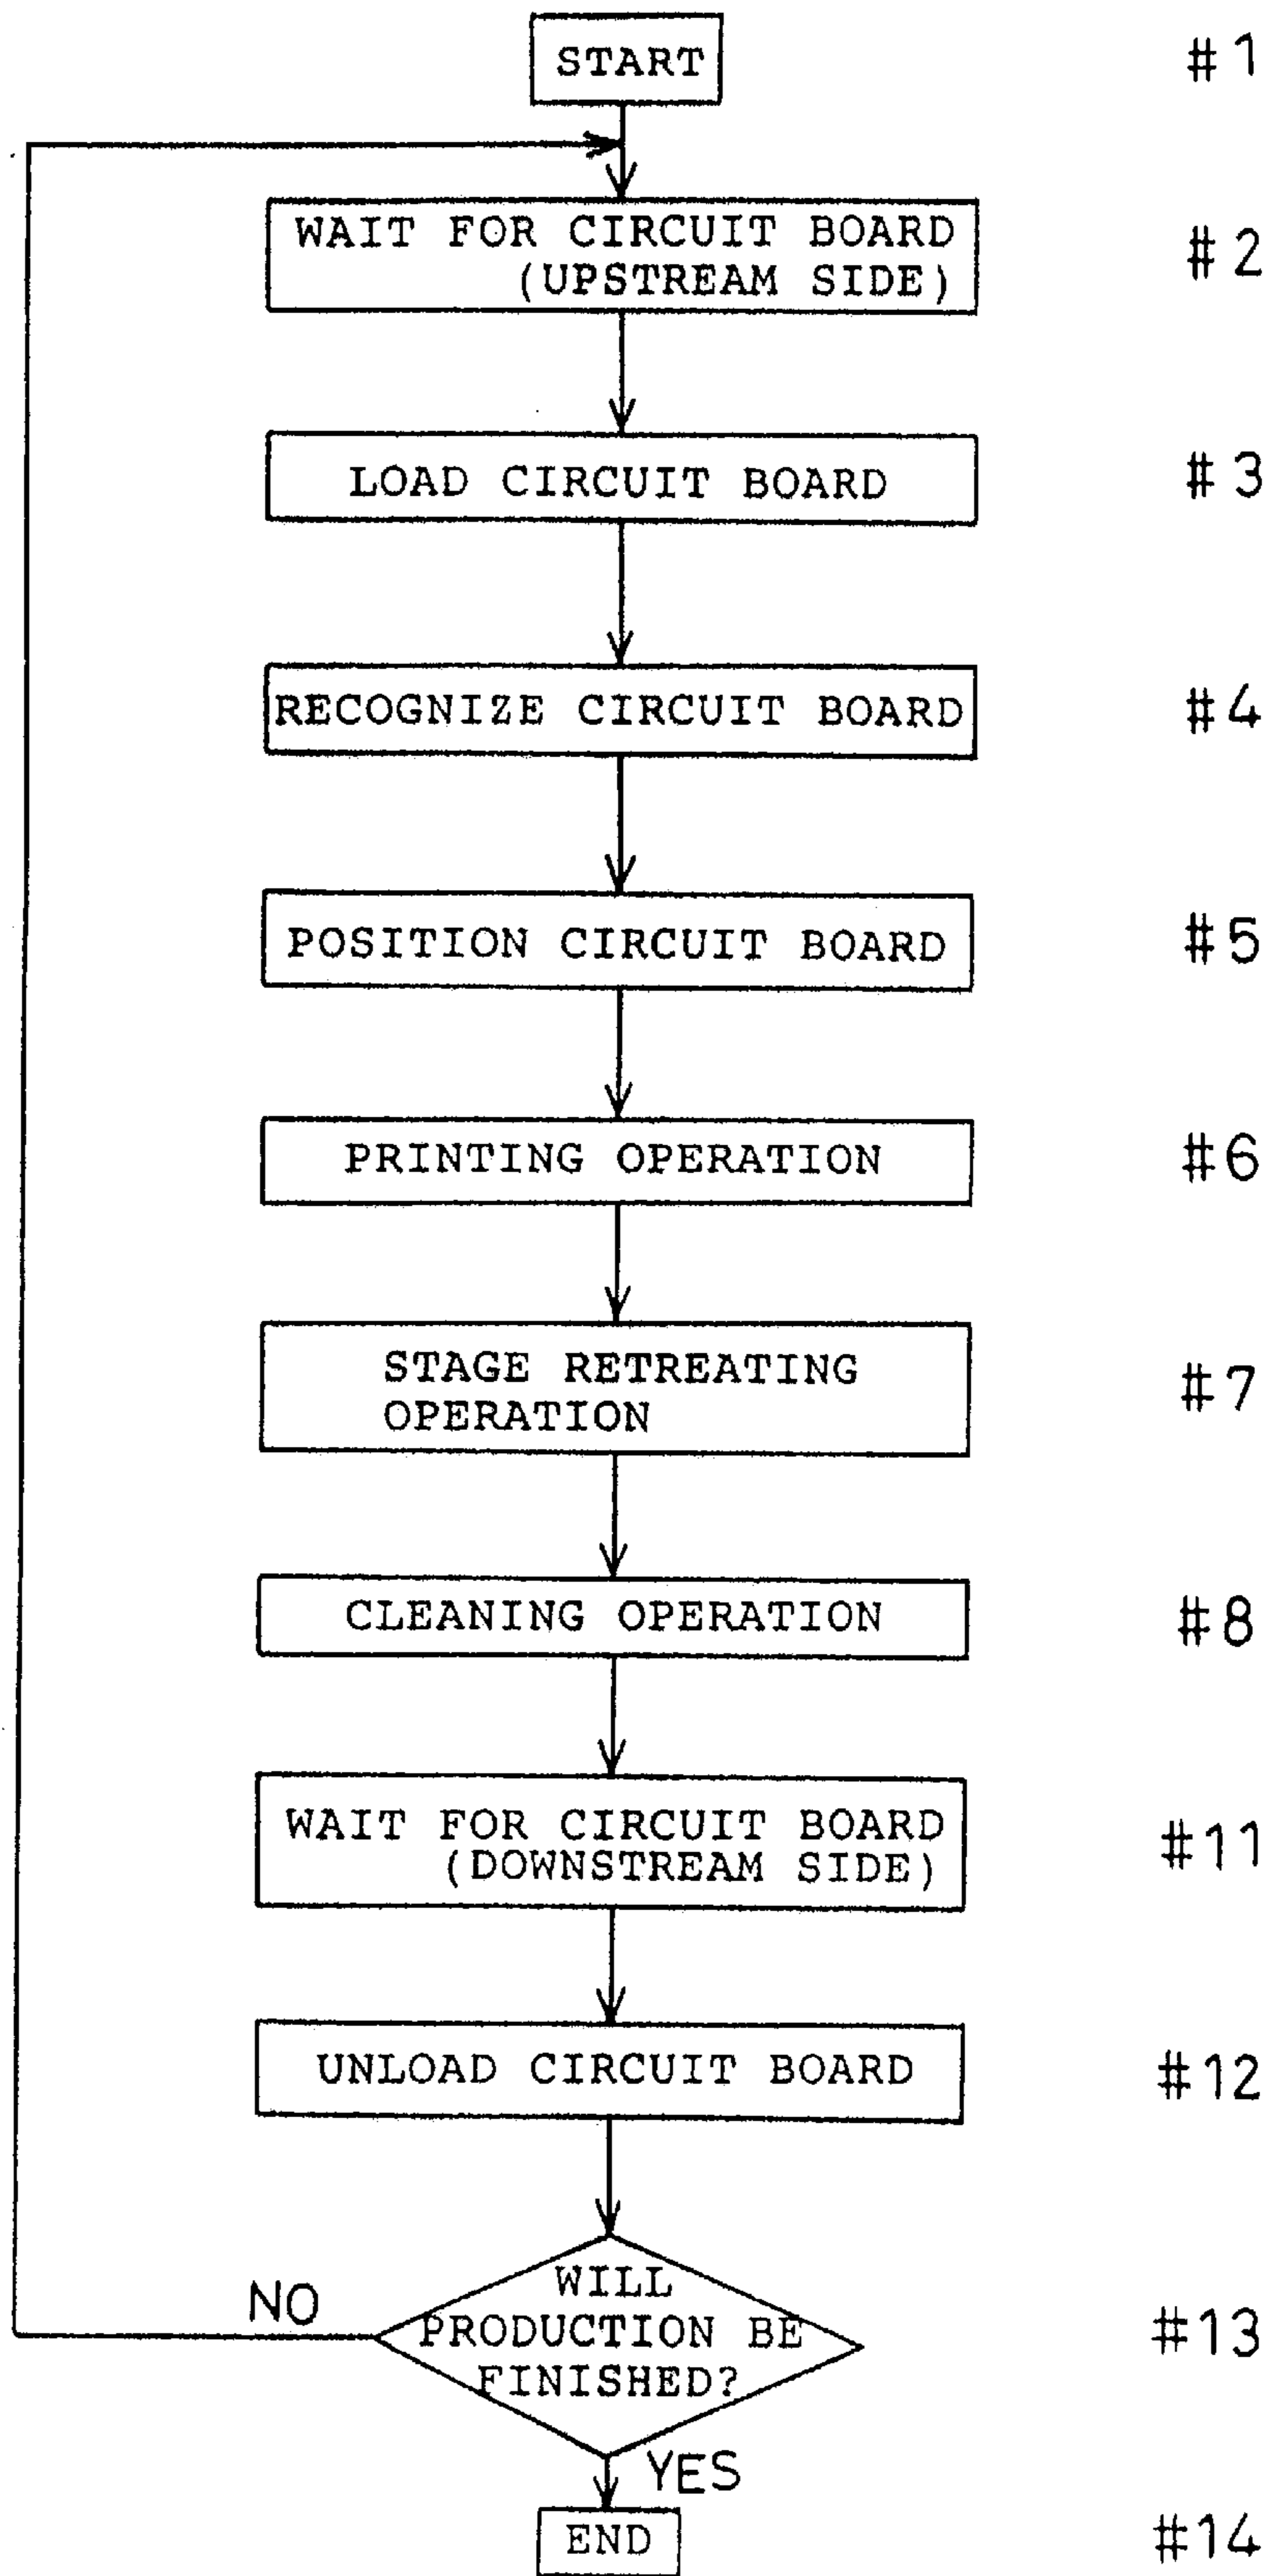 START
#1
WAIT FOR CIRCUIT BOARD
(UPSTREAM SIDE)
#2
LOAD CIRCUIT BOARD
#3
RECOGNIZE CIRCUIT BOARD
#4
POSITION CIRCUIT BOARD
#5
PRINTING OPERATION
#6
STAGE RETREATING
OPERATION
#7
CLEANING OPERATION
#8
WAIT FOR CIRCUIT BOARD
(DOWNSTREAM SIDE)
#11
UNLOAD CIRCUIT BOARD
#12
WILL
PRODUCTION BE
FINISHED?
NO
#13
YES
END
#14